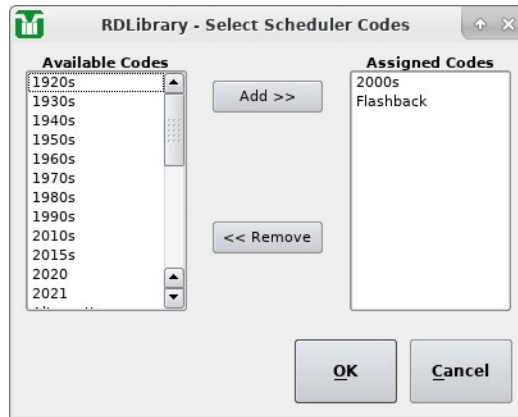 RDLibrary - Select Scheduler Codes
Available Codes
1920s
1930s
1940s
1950s
1960s
1970s
1980s
1990s
2010s
2015s
2020
2021
Add >>
<< Remove
Assigned Codes
2000s
Flashback
OK
Cancel